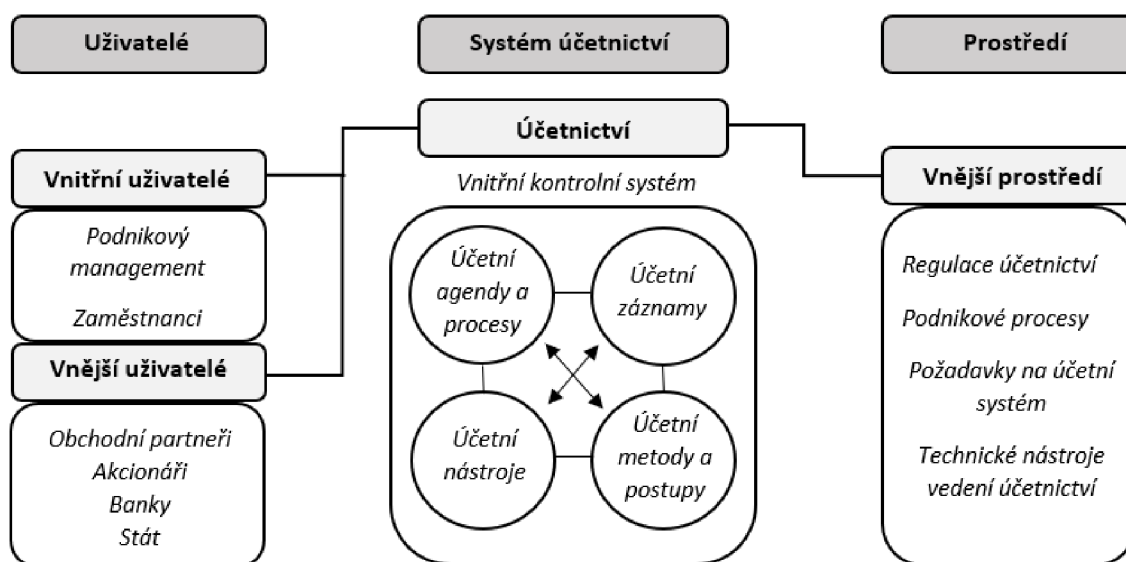 Uživatelé
Systém účetnictví
Prostředí
Účetnictví
Vnitřní uživatelé
Podnikový
management
Zaměstnanci
Vnější uživatelé
Obchodní partneři
Akcionáři
Banky
Stát
Vnitřní kontrolní systém
Účetní
agendy a
procesy
Účetní
záznamy
Účetní
nástroje
Účetní
metody a
postupy
Vnější prostředí
Regulace účetnictví
Podnikové procesy
Požadavky na účetní
systém
Technické nástroje
vedení účetnictví